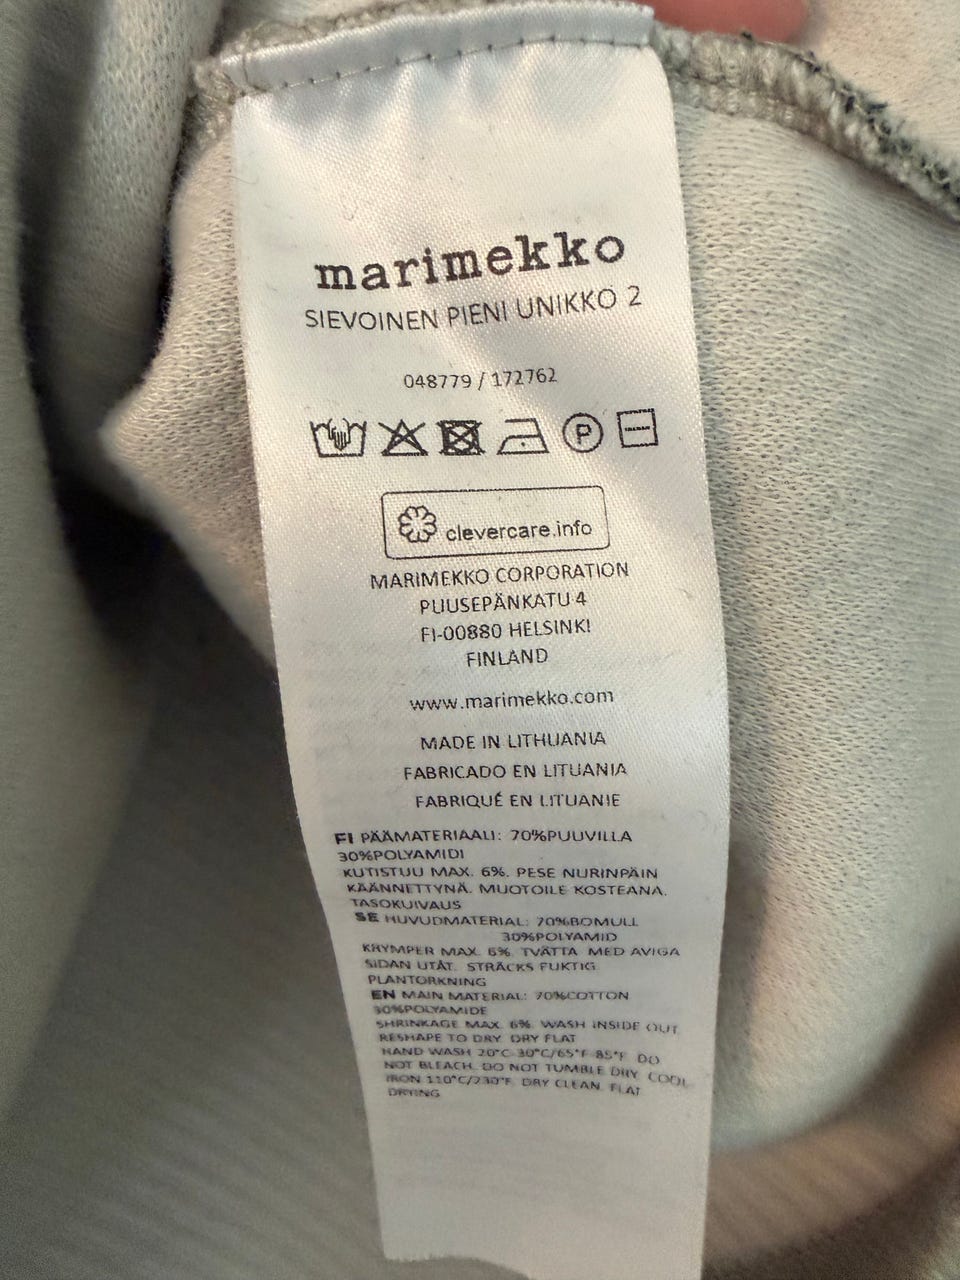 marimekko
SIEVOINEN PIENI UNIKKO 2
048779 / 172762
P
clevercare.info
MARIMEKKO CORPORATION
PUUSEPÄNKATU 4
FI-00880 HELSINKI
FINLAND
www.marimekko.com
MADE IN LITHUANIA
FABRICADO EN LITUANIA
FABRIQUÉ EN LITUANIE
FI PÄÄMATERIAALI: 70%PUUVILLA
30%POLYAMIDI
KUTISTUU MAX. 6%. PESE NURINPÄIN
KÄÄNNETTYNÄ. MUOTOILE KOSTEANA.
TASOKUIVAUS
SE HUVUDMATERIAL: 70%BOMULL
30%POLYAMID
KRYMPER MAX. 6%. TVÄTTA MED AVIGA
SIDAN UTÅT. STRÄCKS FUKTIG.
PLANTORKNING
EN MAIN MATERIAL: 70%COTTON
30%POLYAMIDE
SHRINKAGE MAX. 6%. WASH INSIDE OUT
RESHAPE TO DRY DRY FLAT
HAND WASH 20°C-30°C/65°F-85°F DO
NOT BLEACH. DO NOT TUMBLE DRY COOL
IRON 110°C/230°F. DRY CLEAN. FLAT
DRYING